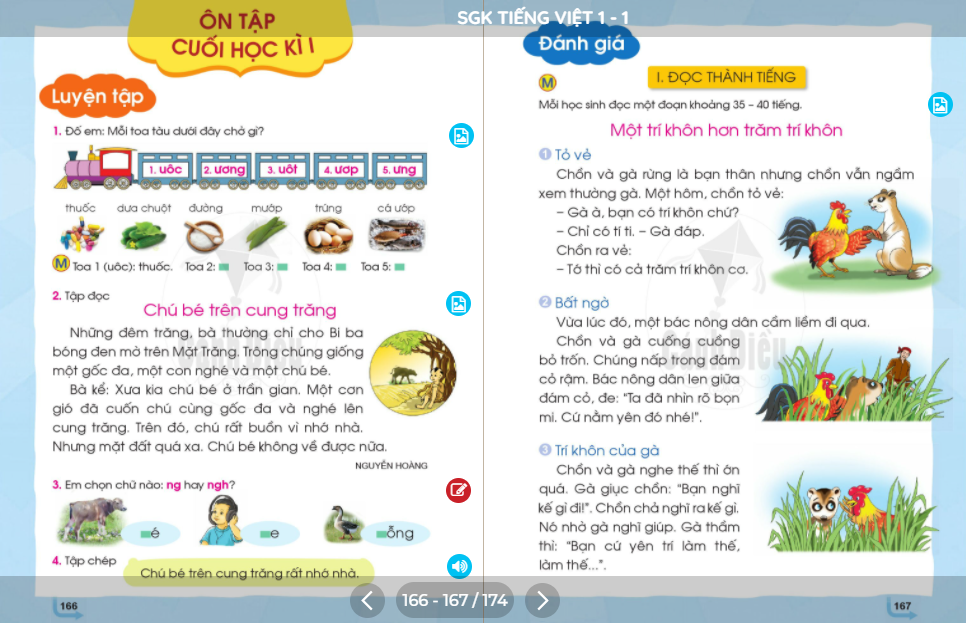 SGK TIẾNG VIỆT 1 - 1
ÔN TẬP
CUỐI HỌC KÌ I
Luyện tập
1. Đố em: Mỗi toa tàu dưới đây chở gì?
1. uôc 2. ương 3. uôt 4. ươp 5. ưng
thuốc dưa chuột đường mướp trứng cá ướp
M Toa 1 (uôc): thuốc. Toa 2: Toa 3: Toa 4: Toa 5:
2. Tập đọc
Chú bé trên cung trăng
Những đêm trăng, bà thường chỉ cho Bi ba
bóng đen mờ trên Mặt Trăng. Trông chúng giống
một gốc đa, một con nghé và một chú bé.
Bà kể: Xưa kia chú bé ở trần gian. Một cơn
gió đã cuốn chú cùng gốc đa và nghé lên
cung trăng. Trên đó, chú rất buồn vì nhớ nhà.
Nhưng mặt đất quá xa. Chú bé không về được nữa.
NGUYỄN HOÀNG
3. Em chọn chữ nào: ng hay ngh?
é e ỗng
4. Tập chép
Chú bé trên cung trăng rất nhớ nhà.
166
Đánh giá
M
I. ĐỌC THÀNH TIẾNG
Mỗi học sinh đọc một đoạn khoảng 35 – 40 tiếng.
Một trí khôn hơn trăm trí khôn
1 Tỏ vẻ
Chồn và gà rừng là bạn thân nhưng chồn vẫn ngầm
xem thường gà. Một hôm, chồn tỏ vẻ:
– Gà à, bạn có trí khôn chứ?
– Chỉ có tí ti. – Gà đáp.
Chồn ra vẻ:
– Tớ thì có cả trăm trí khôn cơ.
2 Bất ngờ
Vừa lúc đó, một bác nông dân cầm liềm đi qua.
Chồn và gà cuống cuồng
bỏ trốn. Chúng nấp trong đám
cỏ rậm. Bác nông dân len giữa
đám cỏ, đe: "Ta đã nhìn rõ bọn
mi. Cứ nằm yên đó nhé!".
3 Trí khôn của gà
Chồn và gà nghe thế thì ớn
quá. Gà giục chồn: "Bạn nghĩ
kế gì đi!". Chồn chả nghĩ ra kế gì.
Nó nhờ gà nghĩ giúp. Gà thầm
thì: "Bạn cứ yên trí làm thế,
làm thế...".
167
Cánh Diều
Cánh Diều
166 - 167 / 174